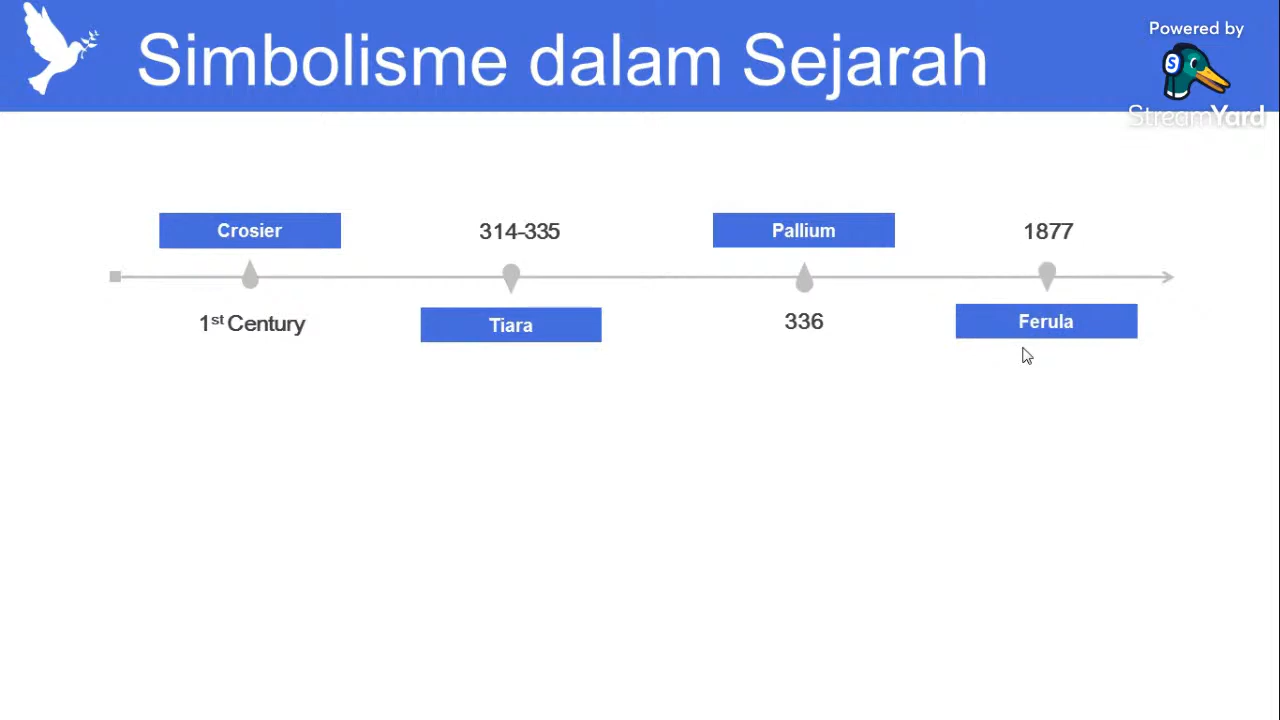 Simbolisme dalam Sejarah
Powered by
S
StreamYard
Crosier
314-335
Pallium
1877
1st Century
Tiara
336
Ferula